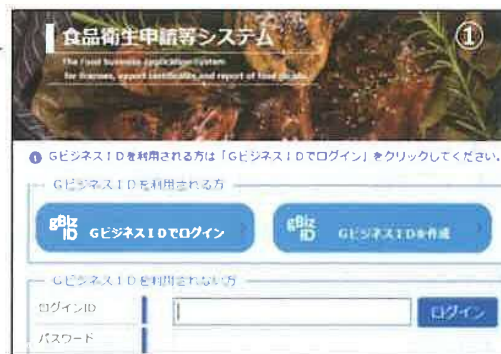 食品衛生申請等システム
①
The Food business Application System
for licenses, export certificates and report of food recalls
GビジネスIDを利用される方は「GビジネスIDでログイン」をクリックしてください。
GビジネスIDを利用される方
gBiz ID GビジネスIDでログイン
gBiz ID GビジネスIDを作成
GビジネスIDを利用されない方
ログインID
ログイン
パスワード